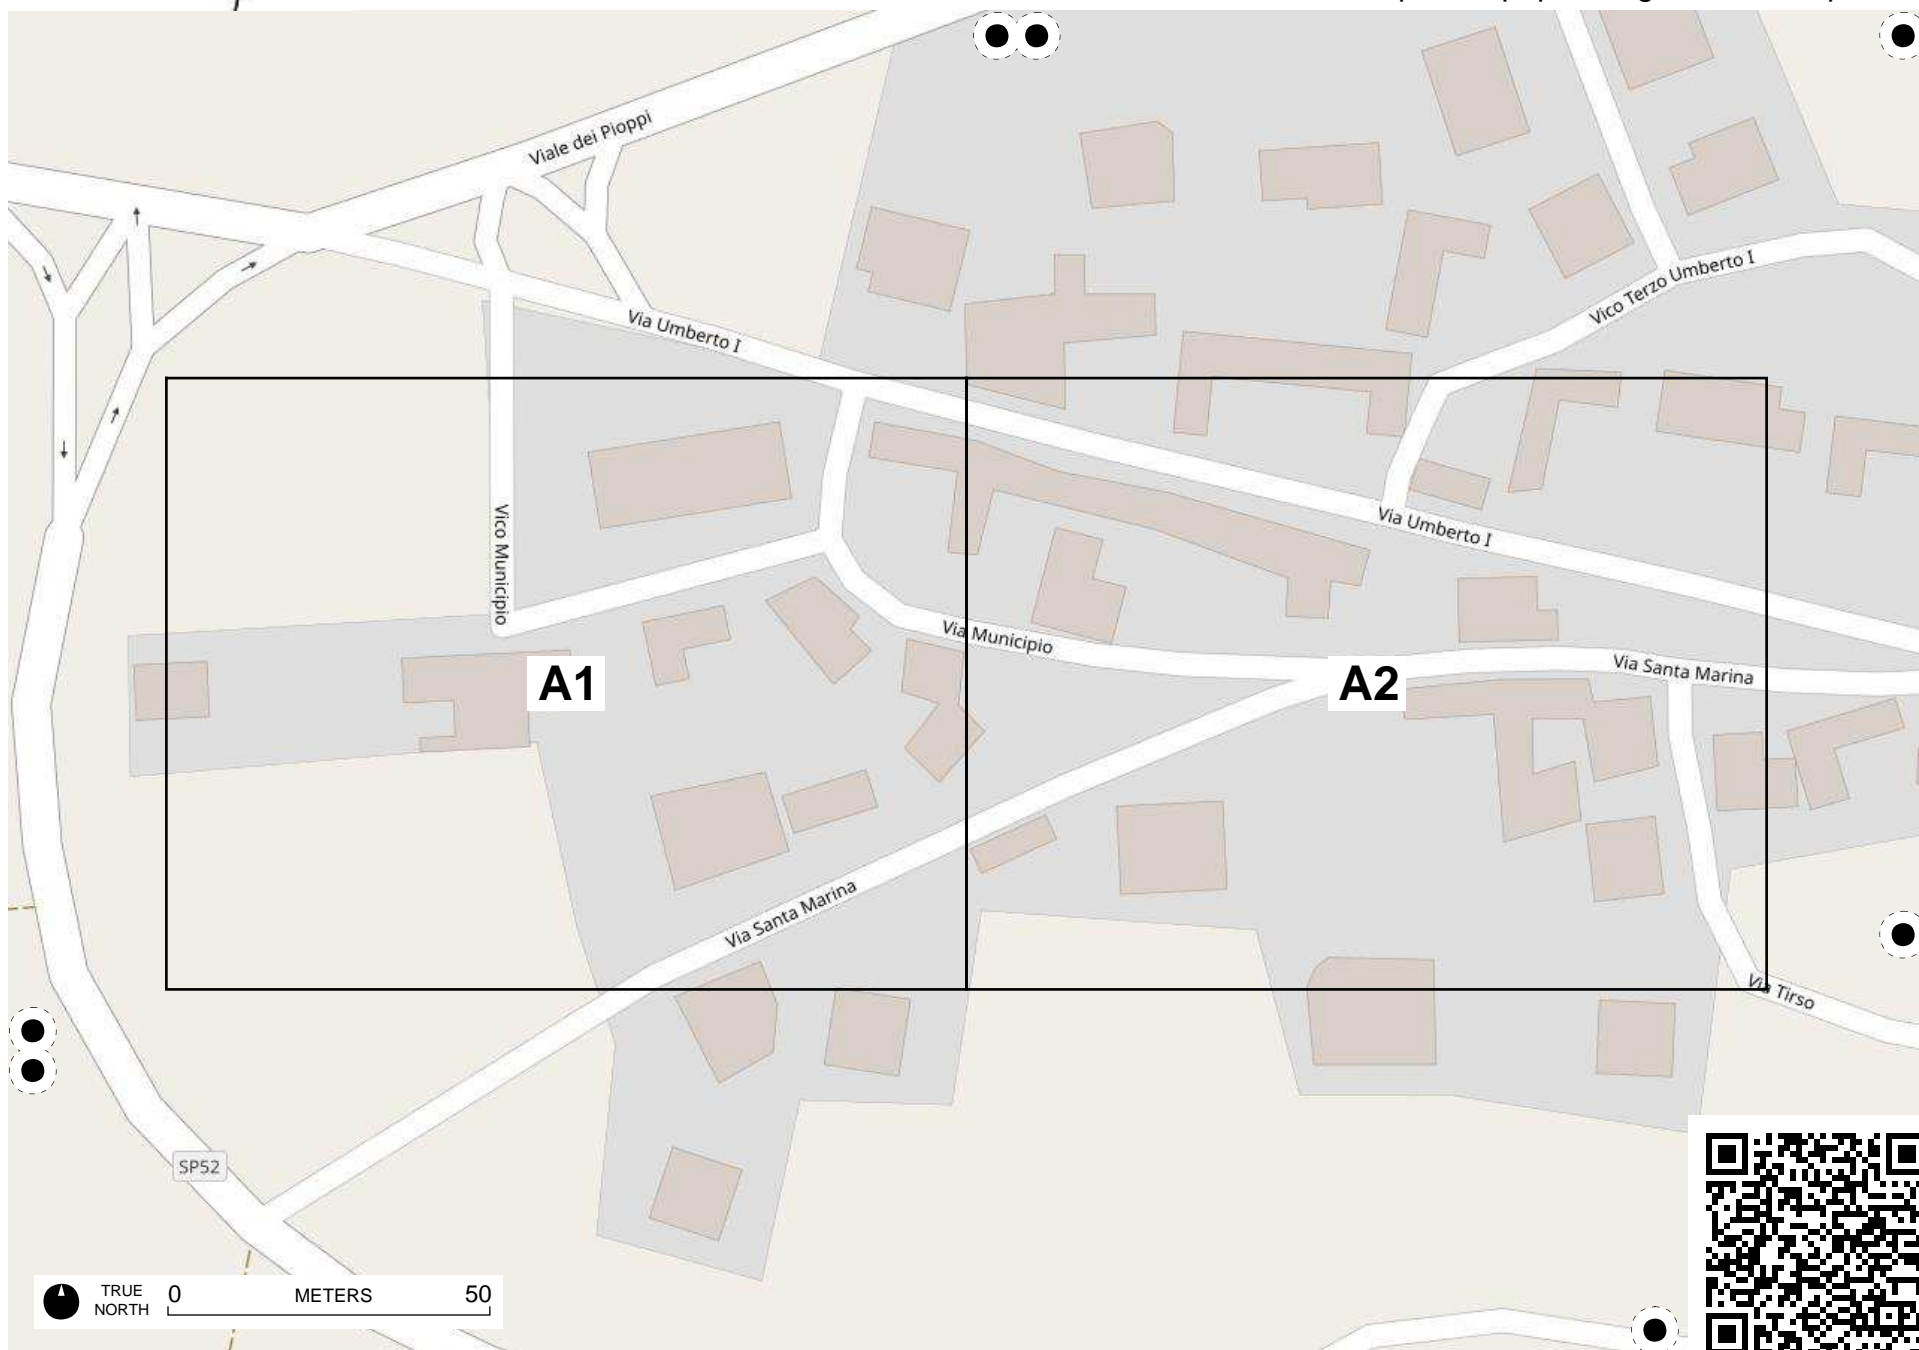 Viale dei Pioppi
Vico Terzo Umberto I
Via Umberto I
Vico Municipio
Via Umberto I
Via Municipio
Via Santa Marina
A1
A2
Via Santa Marina
Via Tirso
SP52
TRUE
NORTH
0 METERS 50